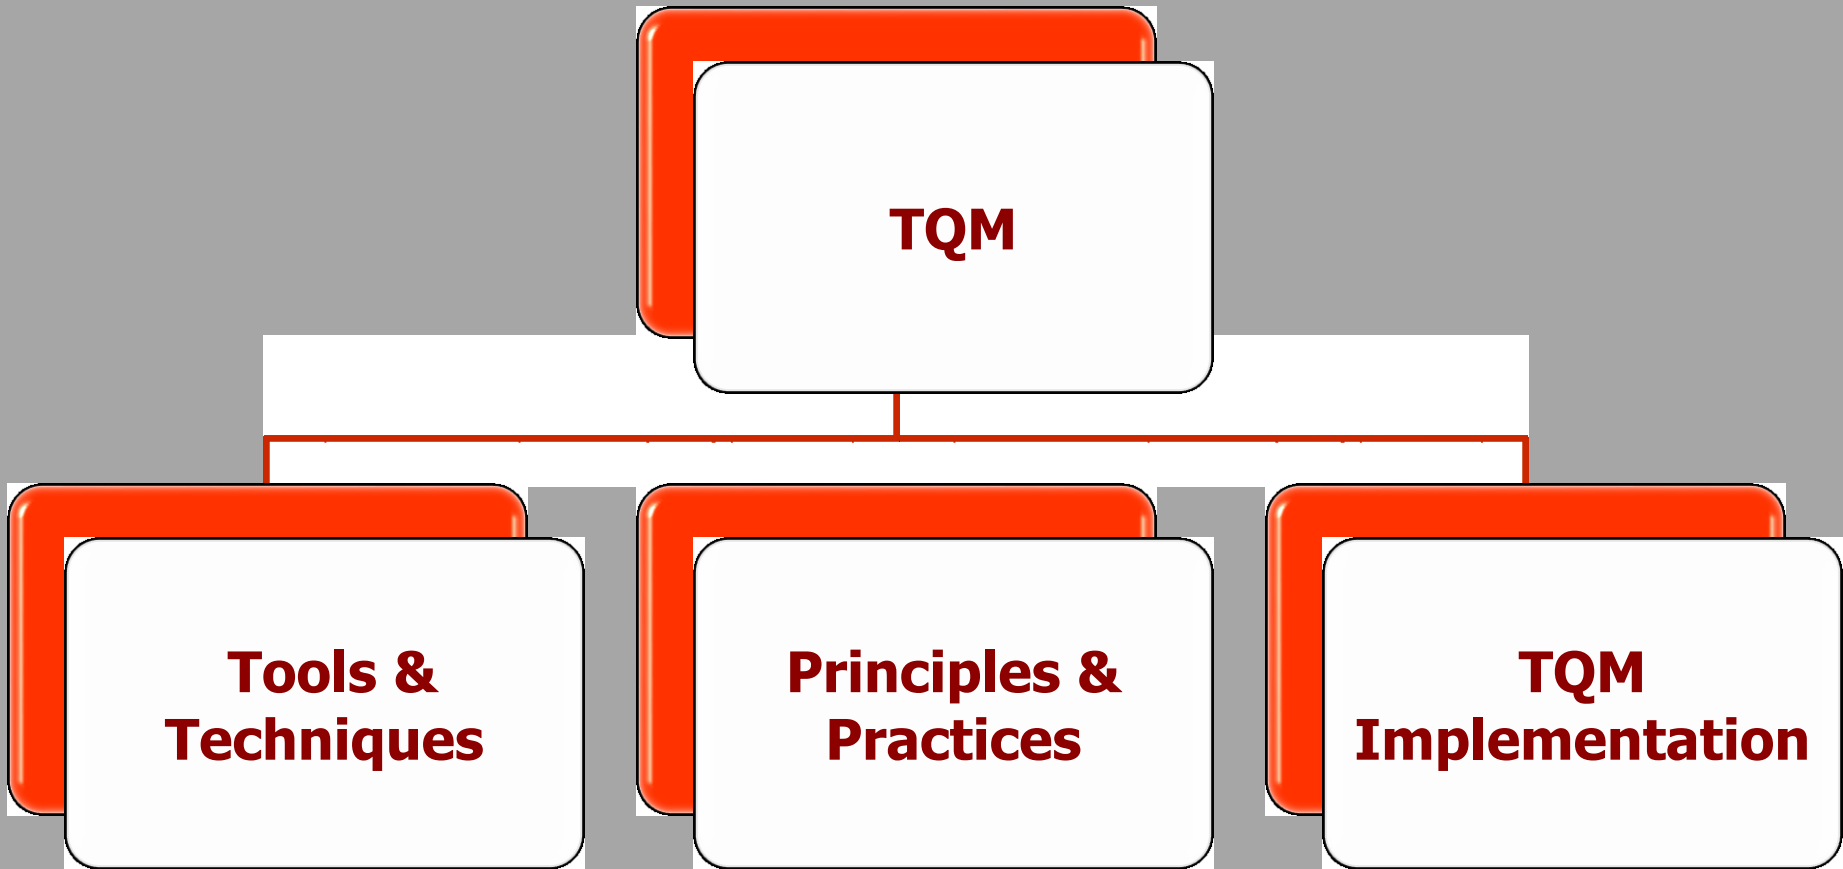 TQM
Tools &
Techniques
Principles &
Practices
TQM
Implementation